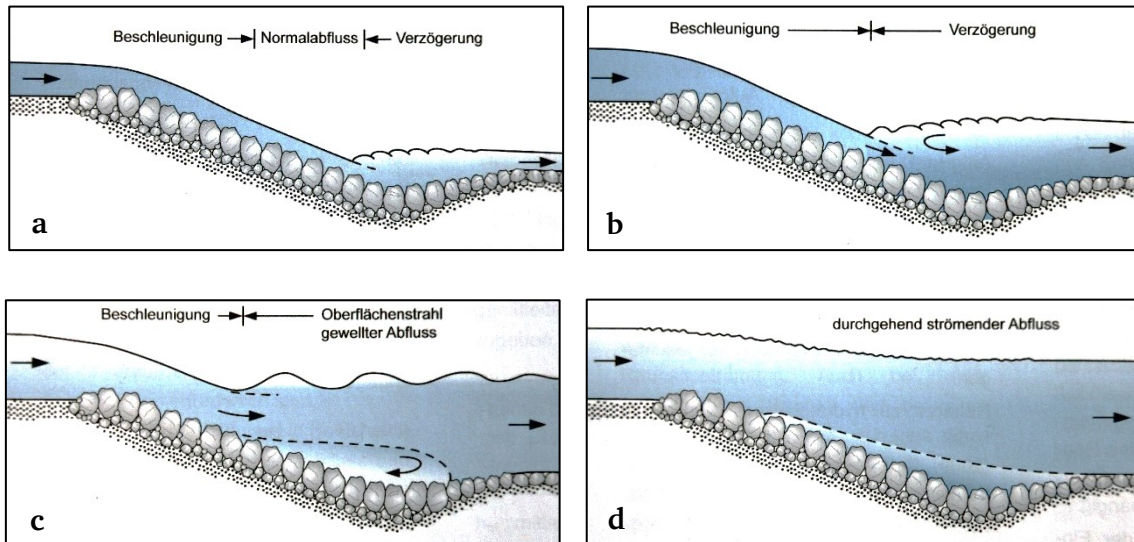 Beschleunigung Normalabfluss Verzögerung
a
Beschleunigung Verzögerung
b
Beschleunigung Oberflächenstrahl
gewellter Abfluss
c
durchgehend strömender Abfluss
d